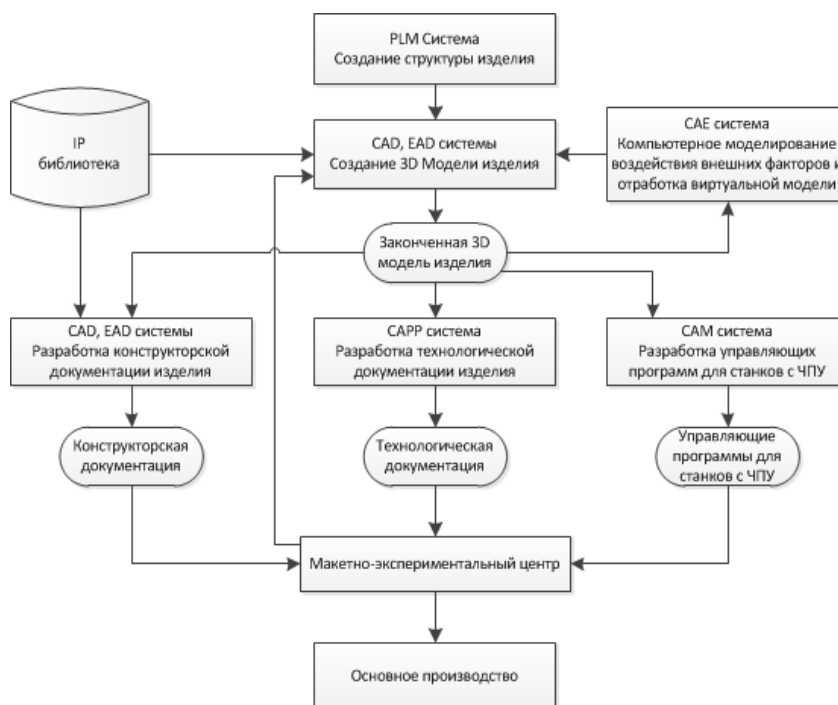 PLM Система
Создание структуры изделия
IP
библиотека
CAD, EAD системы
Создание 3D Модели изделия
CAE система
Компьютерное моделирование
воздействия внешних факторов и
отработка виртуальной модели
Законченная 3D
модель изделия
CAD, EAD системы
Разработка конструкторской
документации изделия
CAPP система
Разработка технологической
документации изделия
CAM система
Разработка управляющих
программ для станков с ЧПУ
Конструкторская
документация
Технологическая
документация
Управляющие
программы для
станков с ЧПУ
Макетно-экспериментальный центр
Основное производство